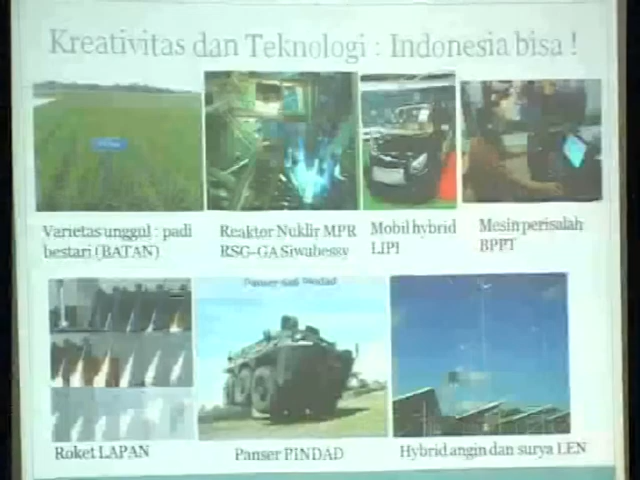 Kreativitas dan Teknologi : Indonesia bisa !
Varietas unggul : padi
bestari (BATAN)
Reaktor Nuklir MPR
RSG-GA Siwabessy
Mobil hybrid
LIPI
Mesin perisalah
BPPT
Roket LAPAN
Panser PINDAD
Hybrid angin dan surya LEN